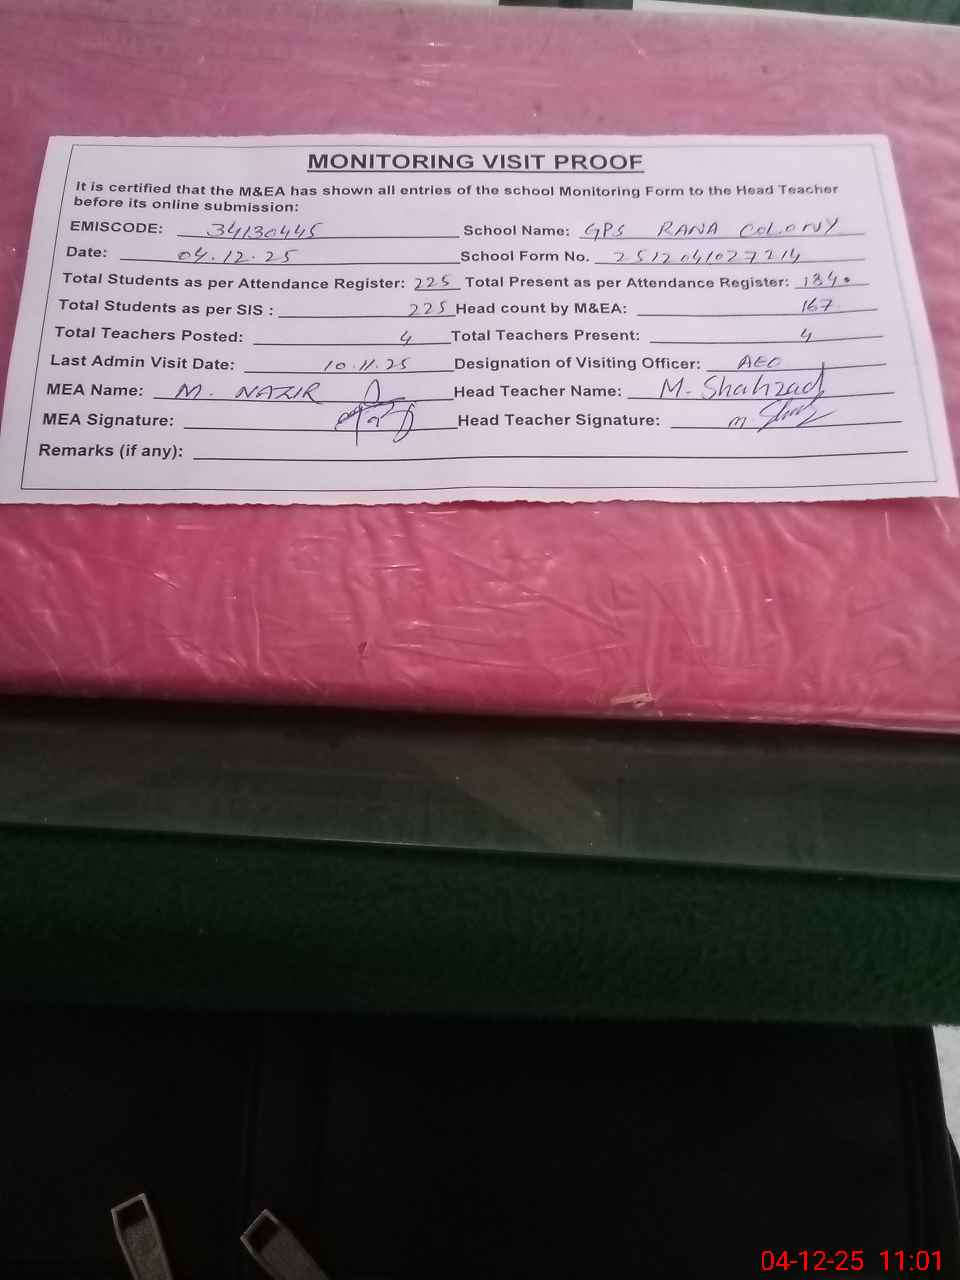 MONITORING VISIT PROOF
It is certified that the M&EA has shown all entries of the school Monitoring Form to the Head Teacher
before its online submission:
EMISCODE: 34130445 School Name: GPS RANA COLONY
Date: 04.12.25 School Form No. 2512041027214
Total Students as per Attendance Register: 225 Total Present as per Attendance Register:
Total Students as per SIS : 225 Head count by M&EA: 167
Total Teachers Posted: 4 Total Teachers Present: 4
Last Admin Visit Date: 10.11.25 Designation of Visiting Officer: AEO
MEA Name: M. NAZIR Head Teacher Name: M. Shahzad
MEA Signature: Head Teacher Signature:
Remarks (if any):
04-12-25 11:01